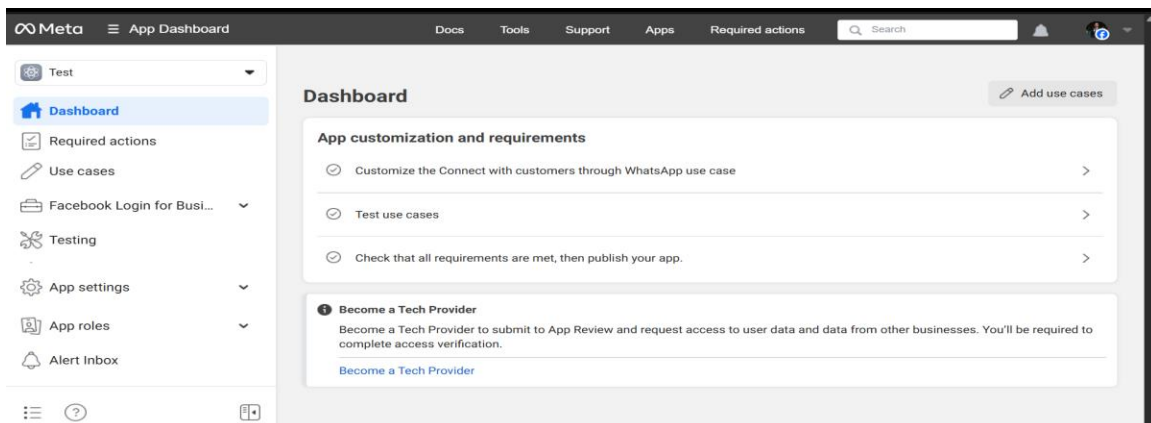 Meta
App Dashboard
Docs
Tools
Support
Apps
Required actions
Search
Test
Dashboard
Required actions
Use cases
Facebook Login for Busi...
Testing
App settings
App roles
Alert Inbox
Dashboard
Add use cases
App customization and requirements
Customize the Connect with customers through WhatsApp use case
Test use cases
Check that all requirements are met, then publish your app.
Become a Tech Provider
Become a Tech Provider to submit to App Review and request access to user data and data from other businesses. You'll be required to
complete access verification.
Become a Tech Provider